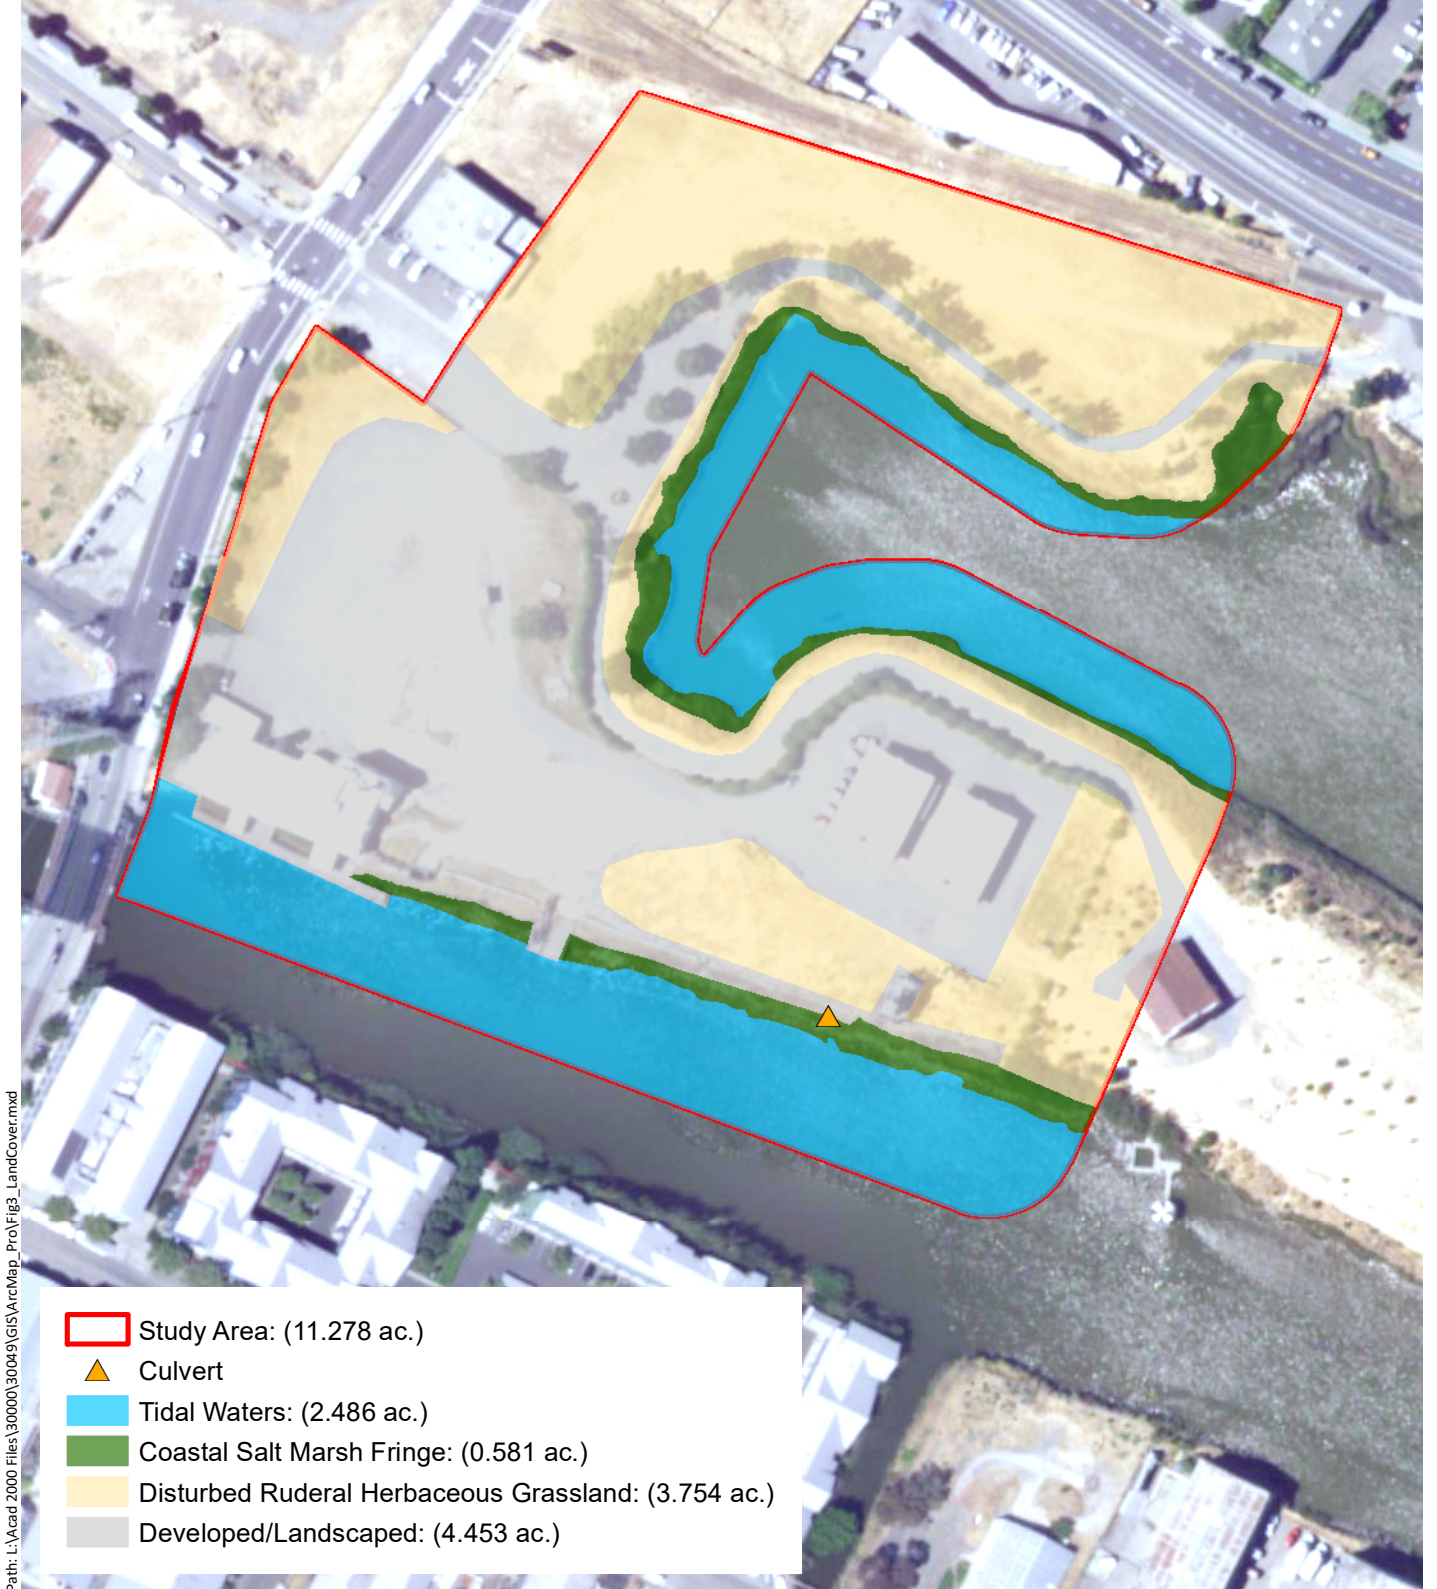 Study Area: (11.278 ac.)
Culvert
Tidal Waters: (2.486 ac.)
Coastal Salt Marsh Fringe: (0.581 ac.)
Disturbed Ruderal Herbaceous Grassland: (3.754 ac.)
Developed/Landscaped: (4.453 ac.)
Path: L:\Acad 2000 Files\30000\30049\GIS\ArcMap_Pro\Fig3_LandCover.mxd